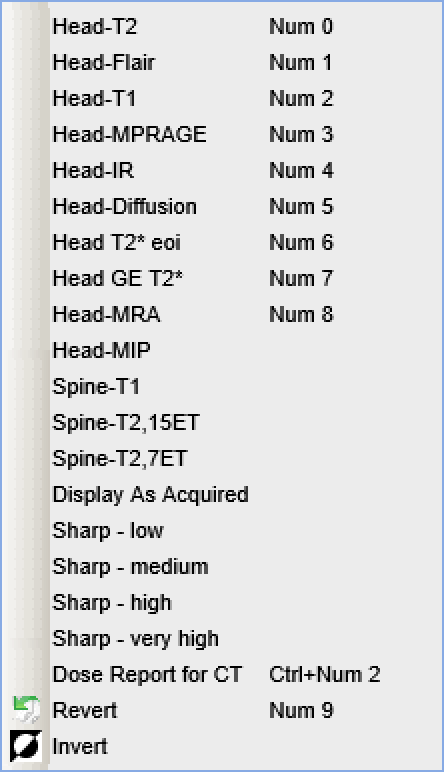 Head-T2 Num 0
Head-Flair Num 1
Head-T1 Num 2
Head-MPRAGE Num 3
Head-IR Num 4
Head-Diffusion Num 5
Head T2* eoi Num 6
Head GE T2* Num 7
Head-MRA Num 8
Head-MIP
Spine-T1
Spine-T2,15ET
Spine-T2,7ET
Display As Acquired
Sharp - low
Sharp - medium
Sharp - high
Sharp - very high
Dose Report for CT Ctrl+Num 2
Revert Num 9
Invert